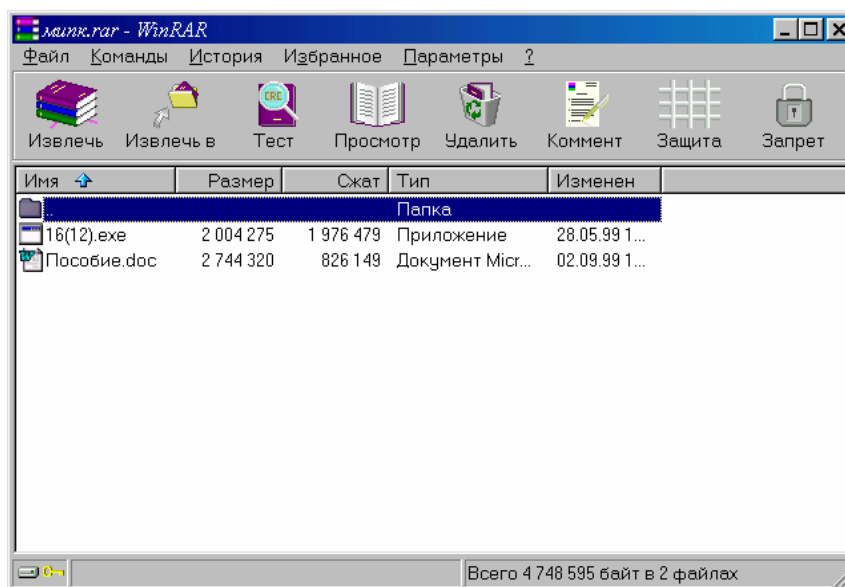 мипк.rar - WinRAR
Файл Команды История Избранное Параметры ?
CRC
Извлечь Извлечь в Тест Просмотр Удалить Коммент Защита Запрет
Имя Размер Сжат Тип Изменен
.. Папка
16(12).exe 2 004 275 1 976 479 Приложение 28.05.99 1...
Пособие.doc 2 744 320 826 149 Документ Micr... 02.09.99 1...
Всего 4 748 595 байт в 2 файлах